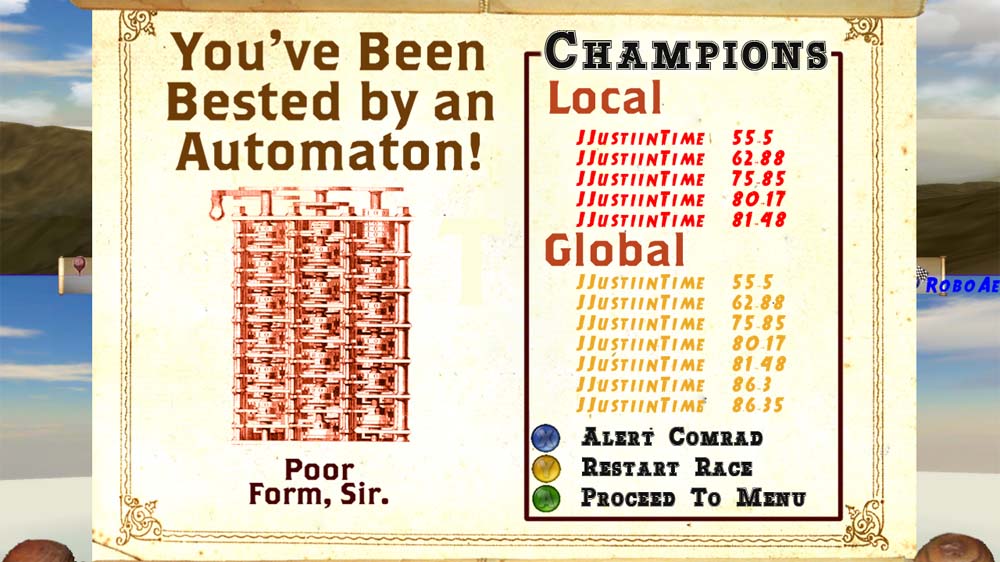 You've Been
Bested by an
Automaton!
Poor
Form, Sir.
Champions
Local
JJustiinTime 55.5
JJustiinTime 62.88
JJustiinTime 75.85
JJustiinTime 80.17
JJustiinTime 81.48
Global
JJustiinTime 55.5
JJustiinTime 62.88
JJustiinTime 75.85
JJustiinTime 80.17
JJustiinTime 81.48
JJustiinTime 86.3
JJustiinTime 86.35
X Alert Comrad
Y Restart Race
A Proceed To Menu